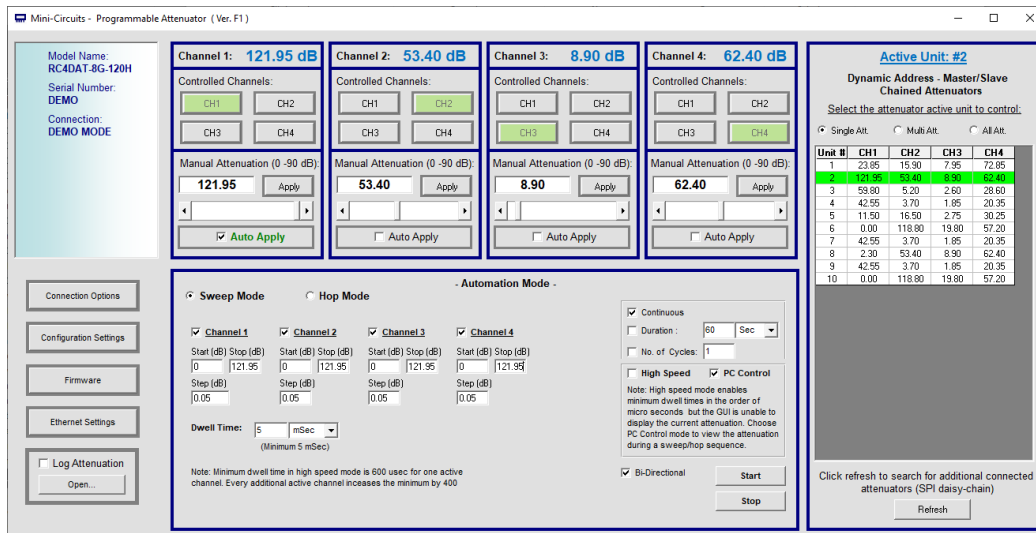 Mini-Circuits - Programmable Attenuator ( Ver. F1 )
Model Name:
RC4DAT-8G-120H
Serial Number:
DEMO
Connection:
DEMO MODE
Connection Options
Configuration Settings
Firmware
Ethernet Settings
Log Attenuation
Open...
Channel 1: 121.95 dB
Controlled Channels:
CH1 CH2
CH3 CH4
Manual Attenuation (0 -90 dB):
121.95 Apply
Auto Apply
Channel 2: 53.40 dB
Controlled Channels:
CH1 CH2
CH3 CH4
Manual Attenuation (0 -90 dB):
53.40 Apply
Auto Apply
Channel 3: 8.90 dB
Controlled Channels:
CH1 CH2
CH3 CH4
Manual Attenuation (0 -90 dB):
8.90 Apply
Auto Apply
Channel 4: 62.40 dB
Controlled Channels:
CH1 CH2
CH3 CH4
Manual Attenuation (0 -90 dB):
62.40 Apply
Auto Apply
- Automation Mode -
Sweep Mode Hop Mode
Channel 1 Channel 2 Channel 3 Channel 4
Start (dB) Stop (dB) Start (dB) Stop (dB) Start (dB) Stop (dB) Start (dB) Stop (dB)
0 121.95 0 121.95 0 121.95 0 121.95
Step (dB) Step (dB) Step (dB) Step (dB)
0.05 0.05 0.05 0.05
Dwell Time: 5 mSec
(Minimum 5 mSec)
Note: Minimum dwell time in high speed mode is 600 usec for one active
channel. Every additional active channel inceases the minimum by 400
Continuous
Duration : 60 Sec
No. of Cycles: 1
High Speed PC Control
Note: High speed mode enables
minimum dwell times in the order of
micro seconds but the GUI is unable to
display the current attenuation. Choose
PC Control mode to view the attenuation
during a sweep/hop sequence.
Bi-Directional
Start
Stop
Active Unit: #2
Dynamic Address - Master/Slave
Chained Attenuators
Select the attenuator active unit to control:
Single Att. Multi Att. All Att.
Unit # CH1 CH2 CH3 CH4
1 23.85 15.90 7.95 72.85
2 121.95 53.40 8.90 62.40
3 59.80 5.20 2.60 28.60
4 42.55 3.70 1.85 20.35
5 11.50 16.50 2.75 30.25
6 0.00 118.80 19.80 57.20
7 42.55 3.70 1.85 20.35
8 2.30 53.40 8.90 62.40
9 42.55 3.70 1.85 20.35
10 0.00 118.80 19.80 57.20
Click refresh to search for additional connected
attenuators (SPI daisy-chain)
Refresh